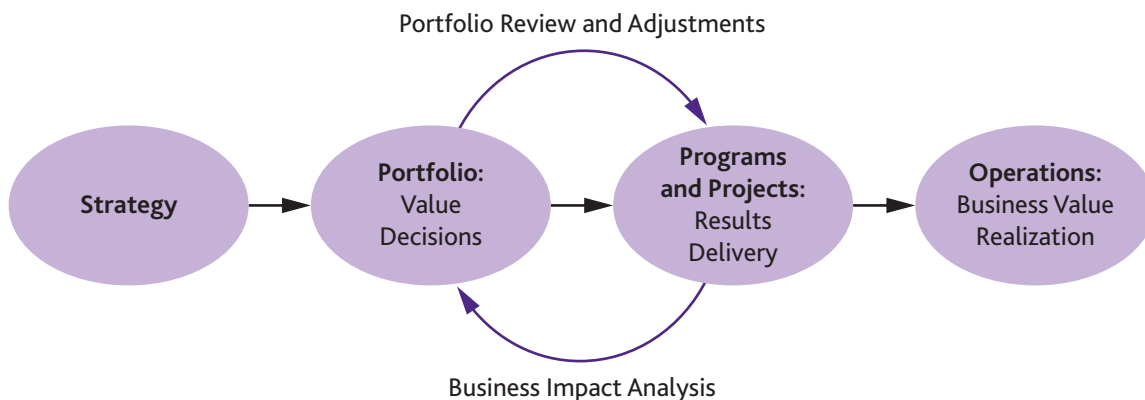 Portfolio Review and Adjustments
Strategy
Portfolio:
Value
Decisions
Programs
and Projects:
Results
Delivery
Operations:
Business Value
Realization
Business Impact Analysis